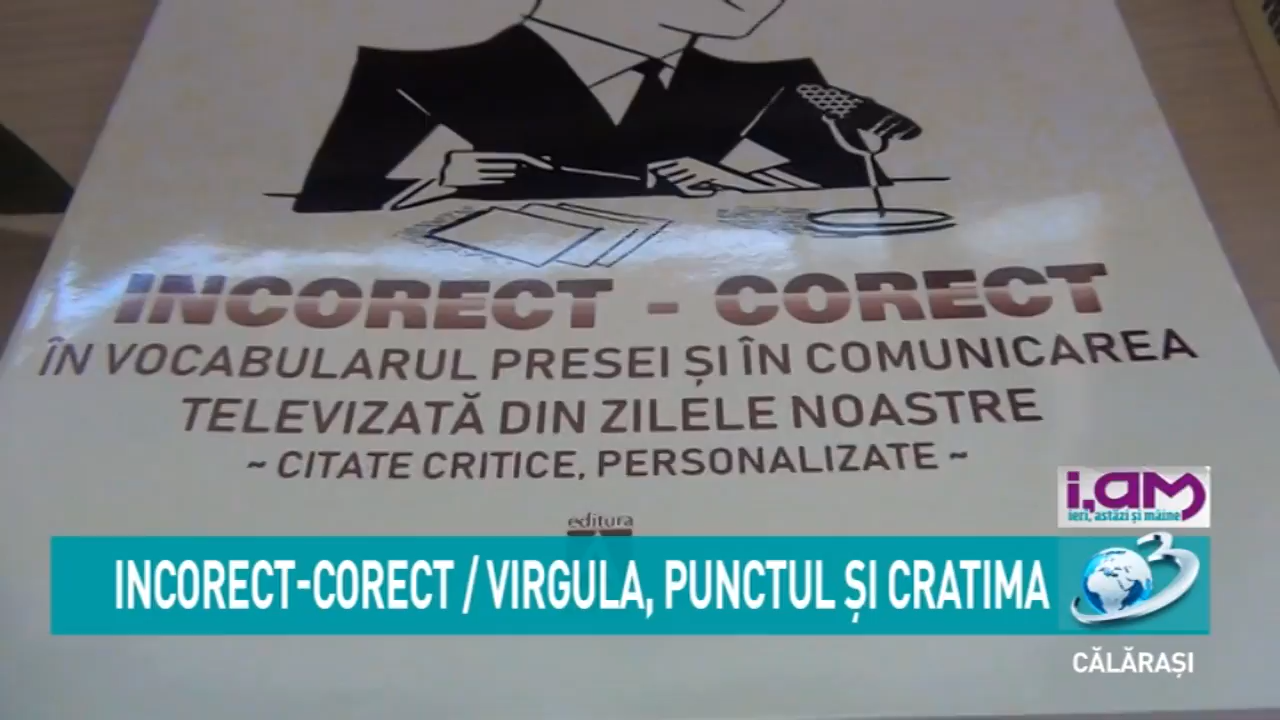 INCORECT - CORECT
ÎN VOCABULARUL PRESEI ȘI ÎN COMUNICAREA
TELEVIZATĂ DIN ZILELE NOASTRE
~ CITATE CRITICE, PERSONALIZATE ~
editura
i,am
ieri, astăzi și mâine
INCORECT-CORECT / VIRGULA, PUNCTUL ȘI CRATIMA
3
CĂLĂRAȘI